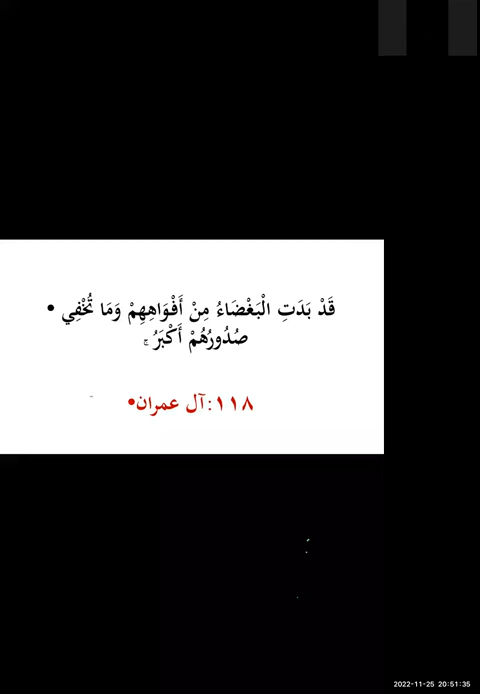 • قَدْ بَدَتِ الْبَغْضَاءُ مِنْ أَفْوَاهِهِمْ وَمَا تُخْفِي
صُدُورُهُمْ أَكْبَرُ ۚ
•١١٨:آل عمران
2022-11-25 20:51:35